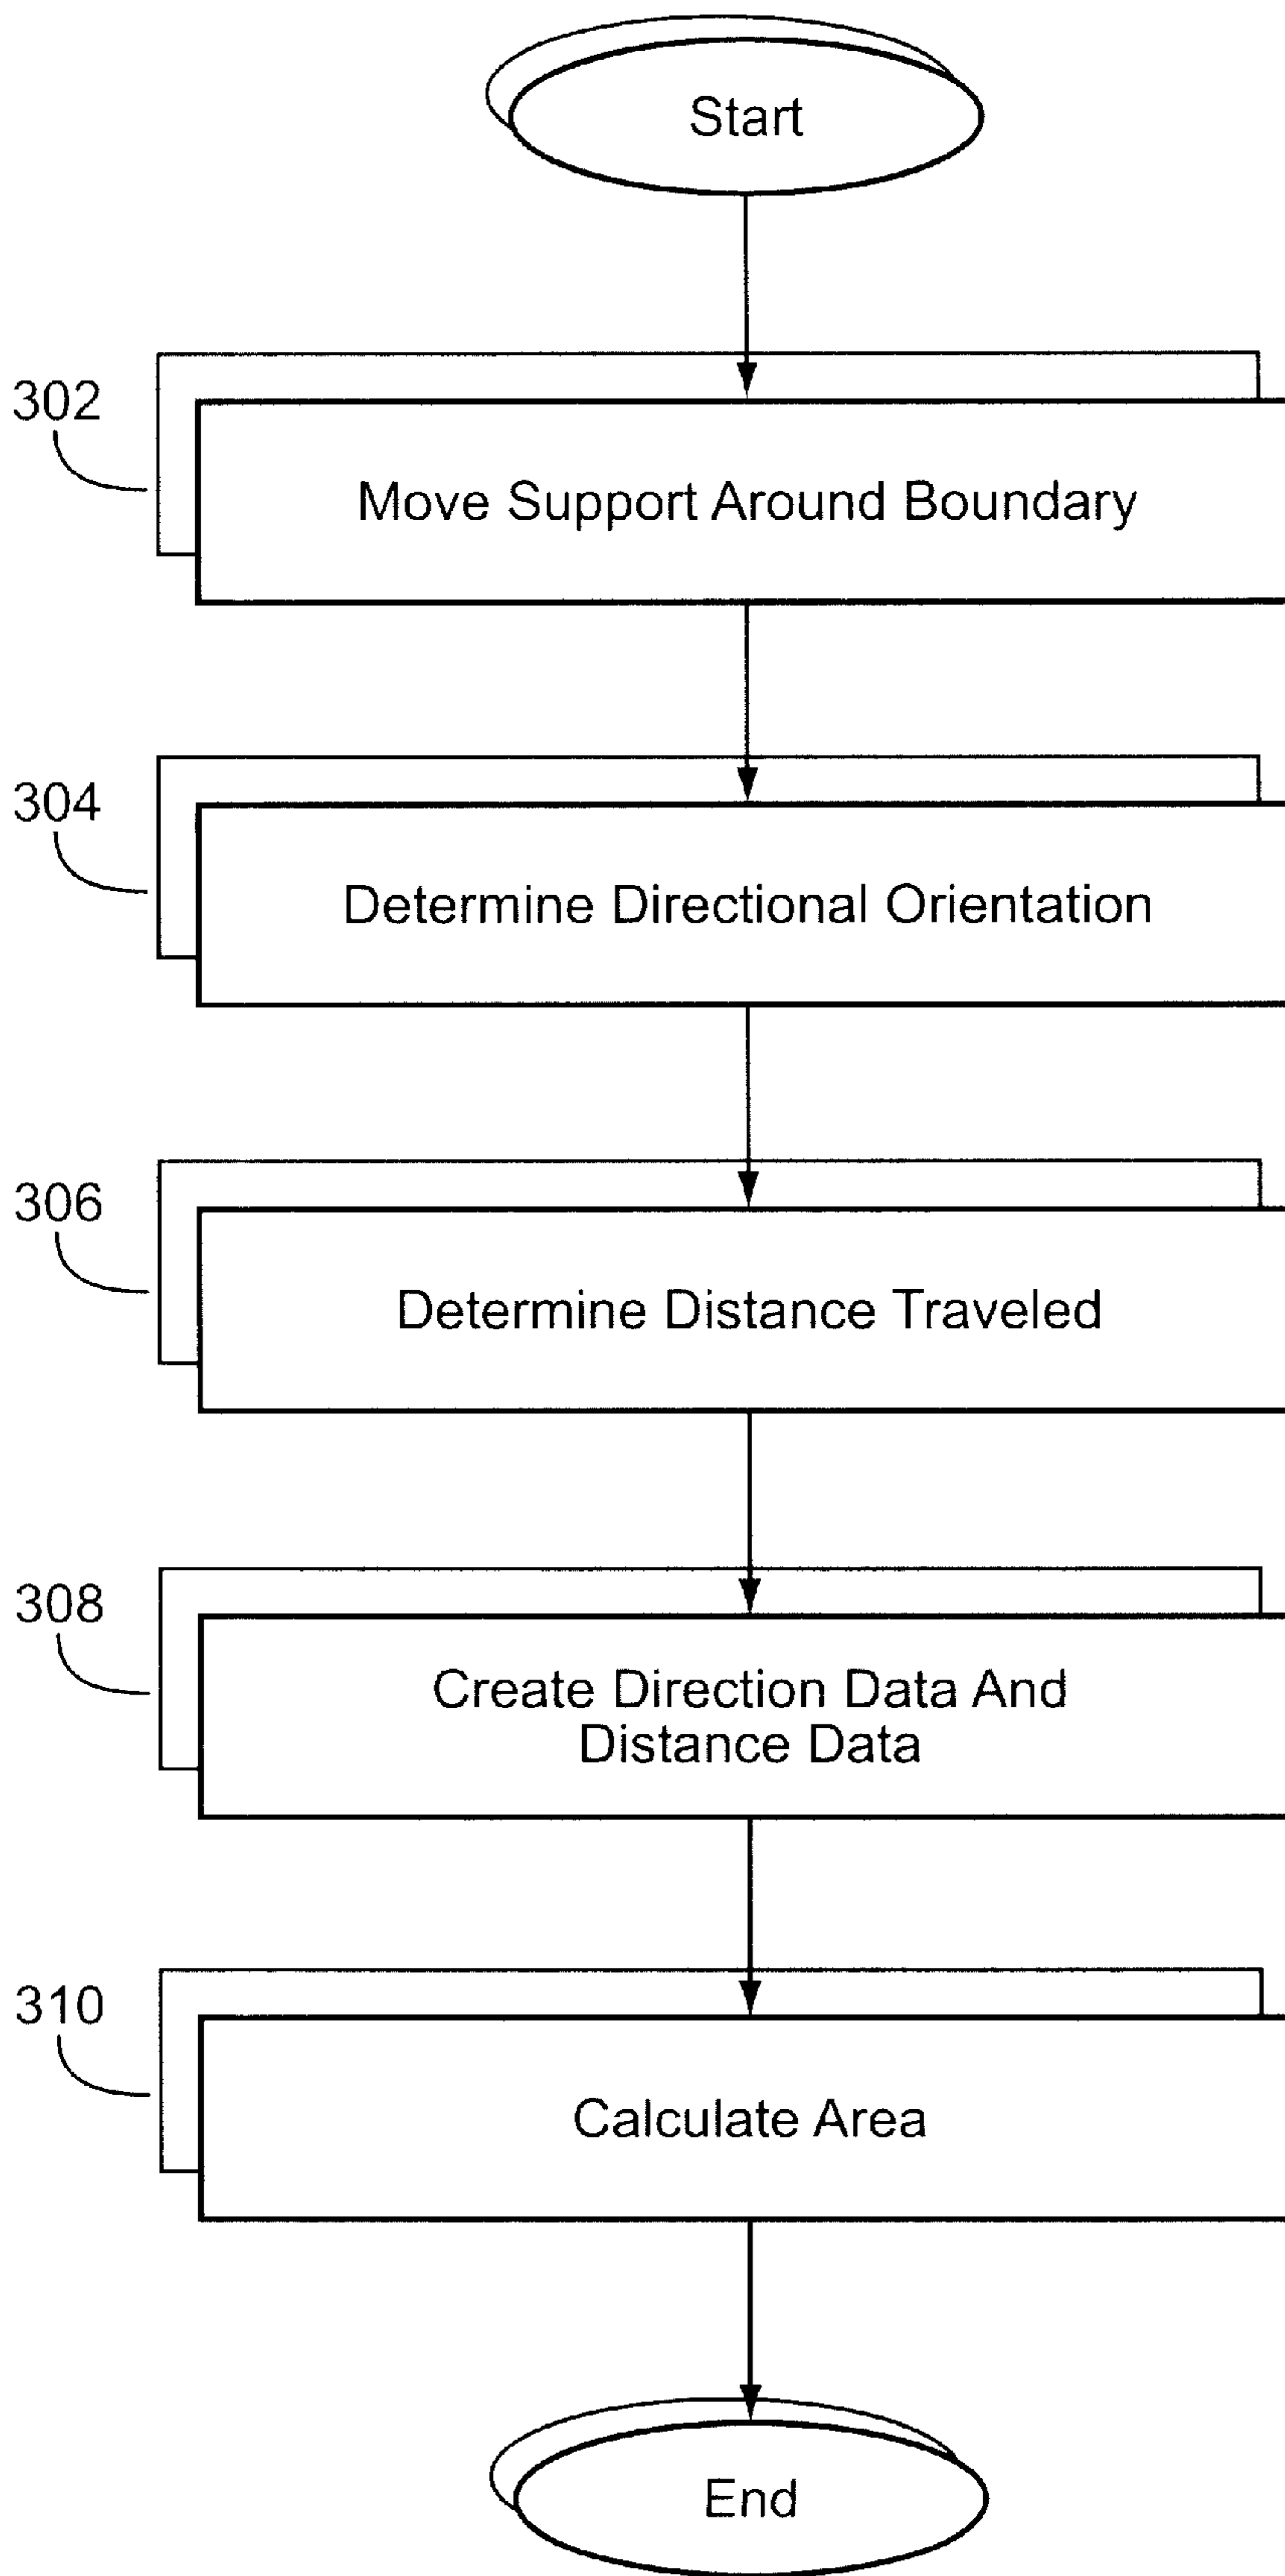 Start
302
Move Support Around Boundary
304
Determine Directional Orientation
306
Determine Distance Traveled
308
Create Direction Data And
Distance Data
310
Calculate Area
End